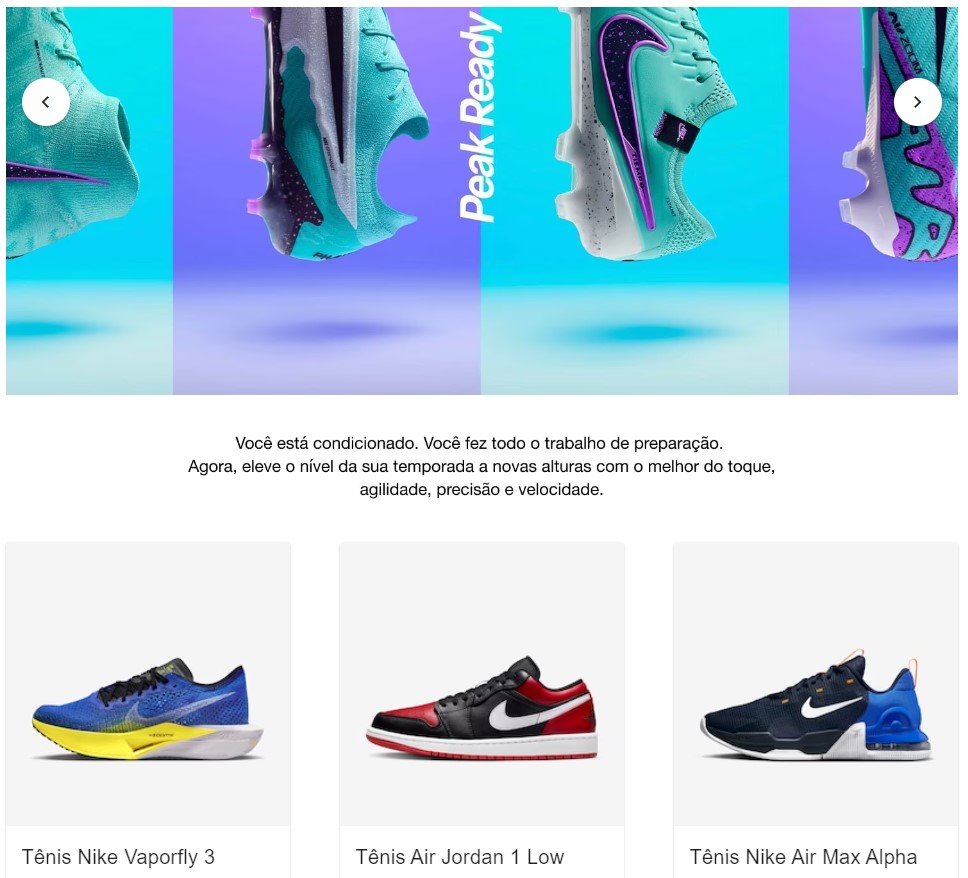 Peak Ready
Você está condicionado. Você fez todo o trabalho de preparação.
Agora, eleve o nível da sua temporada a novas alturas com o melhor do toque,
agilidade, precisão e velocidade.
Tênis Nike Vaporfly 3
Tênis Air Jordan 1 Low
Tênis Nike Air Max Alpha